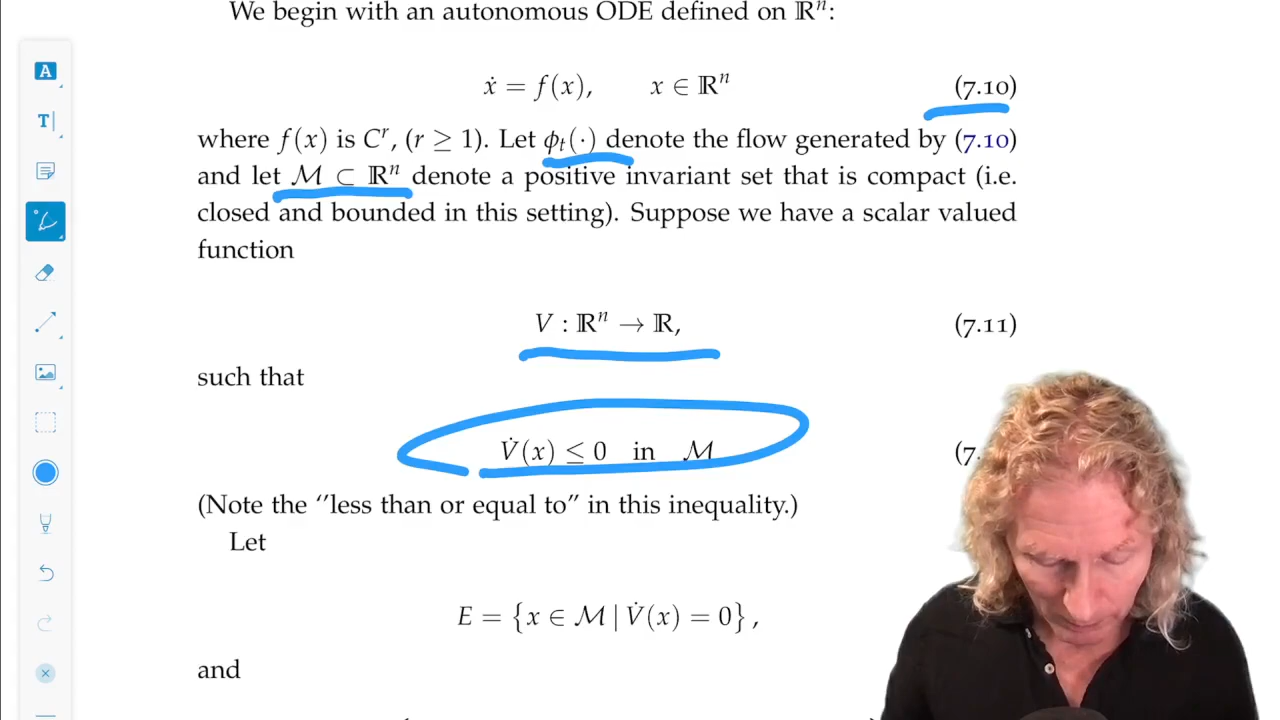 We begin with an autonomous ODE defined on ℝⁿ:
ẋ = f(x), x ∈ ℝⁿ (7.10)
where f(x) is Cʳ, (r ≥ 1). Let ϕₜ(·) denote the flow generated by (7.10)
and let ℳ ⊂ ℝⁿ denote a positive invariant set that is compact (i.e.
closed and bounded in this setting). Suppose we have a scalar valued
function
V : ℝⁿ → ℝ, (7.11)
such that
V̇(x) ≤ 0 in ℳ (7.
(Note the ‘‘less than or equal to” in this inequality.)
Let
E = {x ∈ ℳ | V̇(x) = 0},
and
A
T